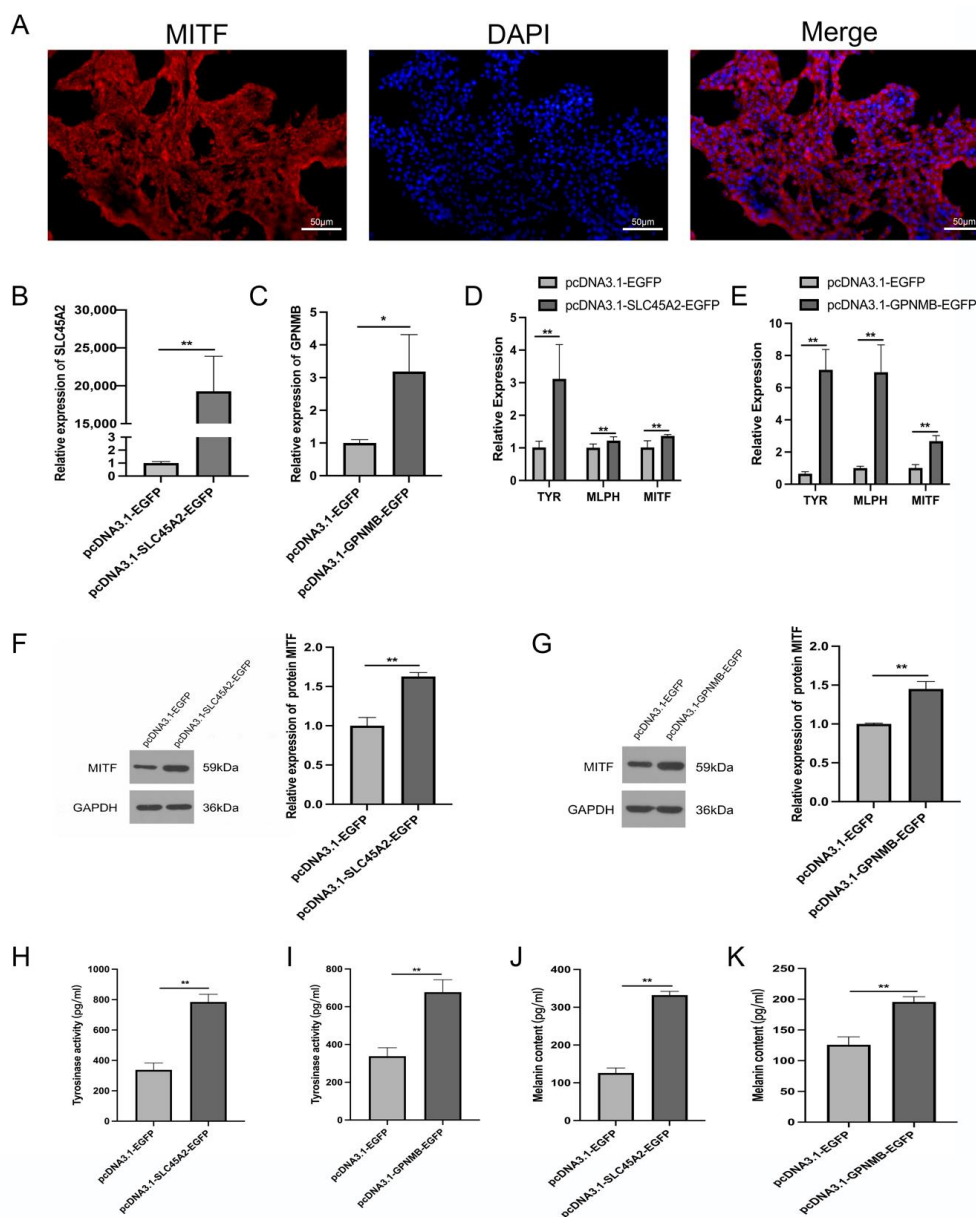 A
MITF
DAPI
Merge
50μm
50μm
50μm
B
Relative expression of SLC45A2
30,000
25,000
20,000
15,000
10,000
3
2
1
0
**
pcDNA3.1-EGFP
pcDNA3.1-SLC45A2-EGFP
C
Relative expression of GPNMB
5
4
3
2
1
0
*
pcDNA3.1-EGFP
pcDNA3.1-GPNMB-EGFP
D
pcDNA3.1-EGFP
pcDNA3.1-SLC45A2-EGFP
Relative Expression
5
4
3
2
1
0
**
**
**
TYR
MLPH
MITF
E
pcDNA3.1-EGFP
pcDNA3.1-GPNMB-EGFP
Relative Expression
10
8
6
4
2
0
**
**
**
TYR
MLPH
MITF
F
pcDNA3.1-EGFP
pcDNA3.1-SLC45A2-EGFP
MITF
59kDa
GAPDH
36kDa
Relative expression of protein MITF
2.0
1.5
1.0
0.5
0.0
**
pcDNA3.1-EGFP
pcDNA3.1-SLC45A2-EGFP
G
pcDNA3.1-EGFP
pcDNA3.1-GPNMB-EGFP
MITF
59kDa
GAPDH
36kDa
Relative expression of protein MITF
2.0
1.5
1.0
0.5
0.0
**
pcDNA3.1-EGFP
pcDNA3.1-GPNMB-EGFP
H
Tyrosinase activity (pg/ml)
1000
800
600
400
200
0
**
pcDNA3.1-EGFP
pcDNA3.1-SLC45A2-EGFP
I
Tyrosinase activity (pg/ml)
800
600
400
200
0
**
pcDNA3.1-EGFP
pcDNA3.1-GPNMB-EGFP
J
Melanin content (pg/ml)
400
300
200
100
0
**
pcDNA3.1-EGFP
pcDNA3.1-SLC45A2-EGFP
K
Melanin content (pg/ml)
250
200
150
100
50
0
**
pcDNA3.1-EGFP
pcDNA3.1-GPNMB-EGFP